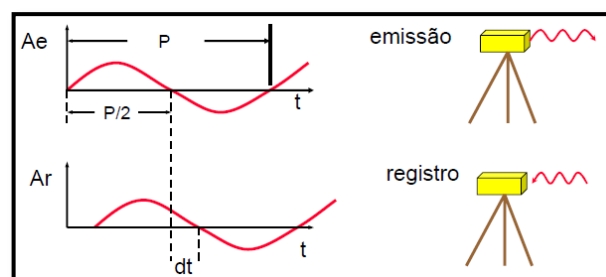 Ae
P
emissão
t
P/2
Ar
registro
t
dt